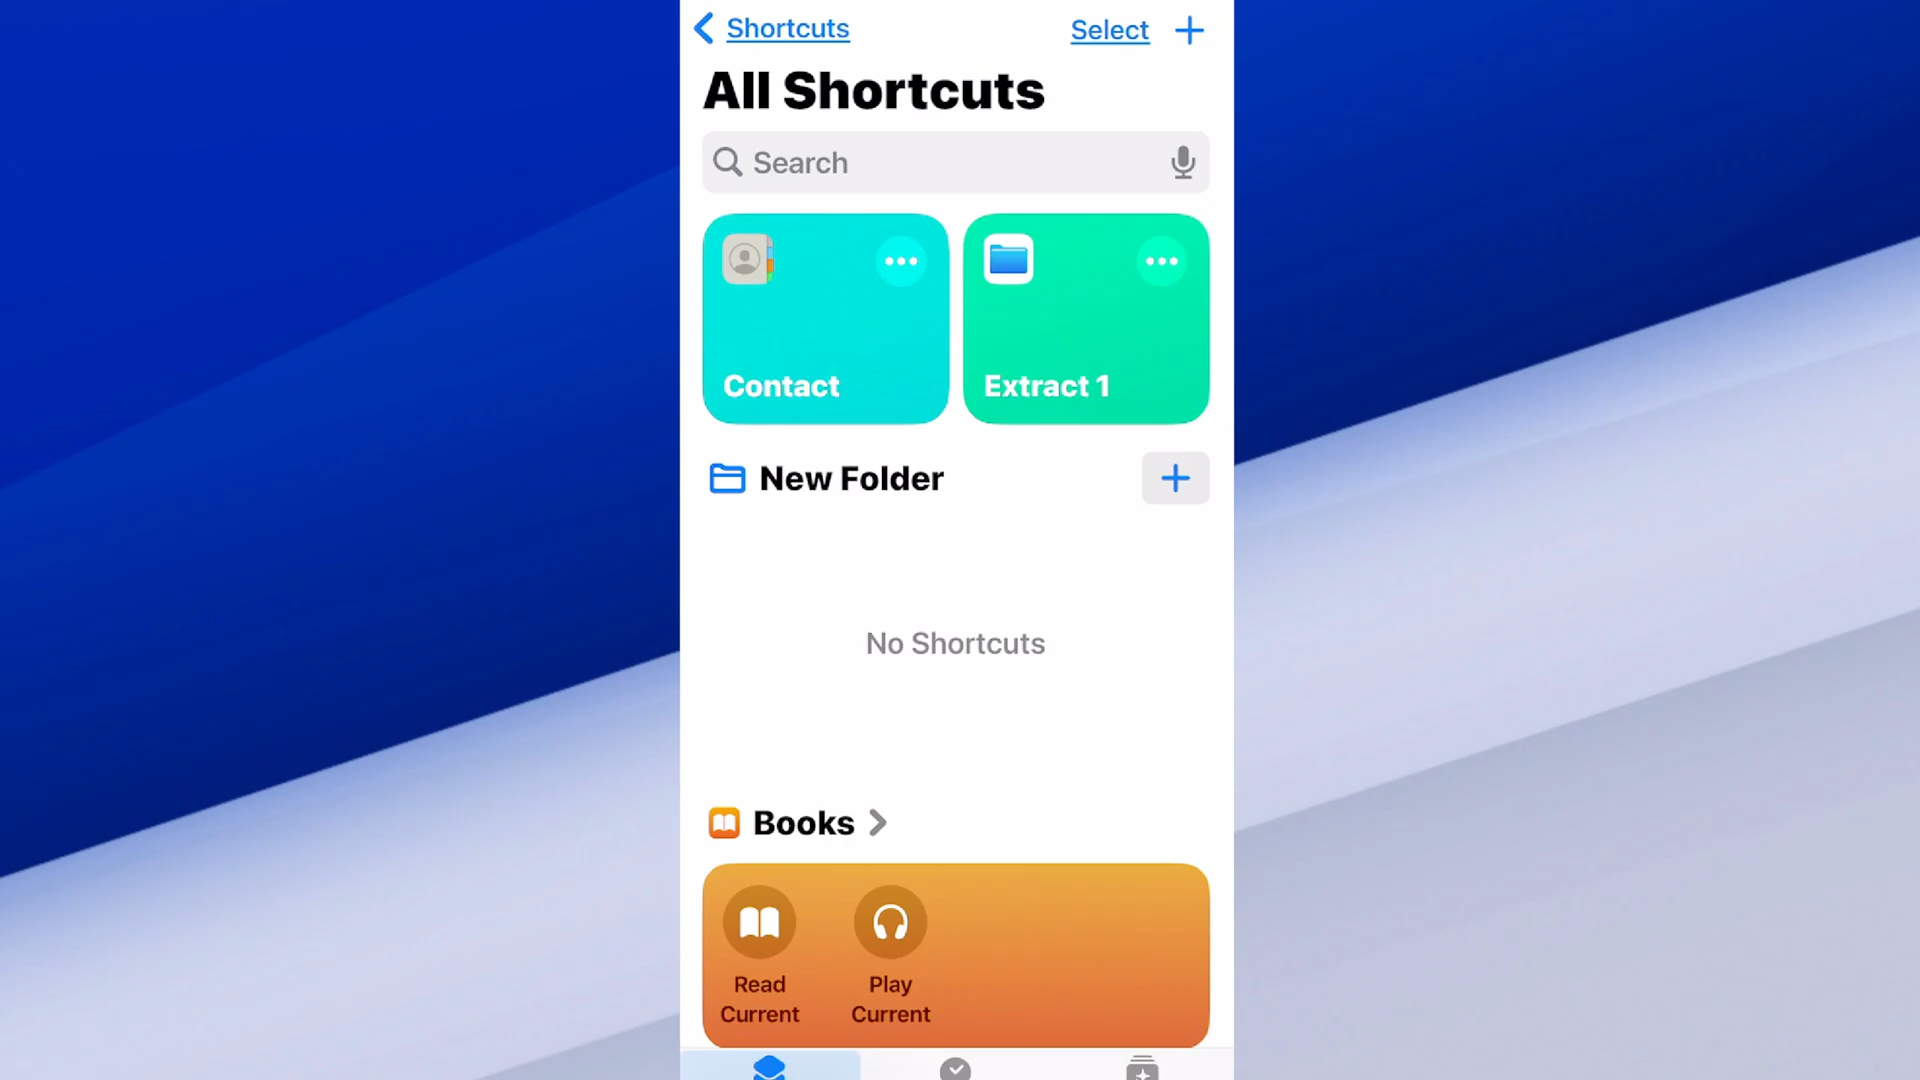 Shortcuts
Select
All Shortcuts
Search
Contact
Extract 1
New Folder
No Shortcuts
Books
Read
Current
Play
Current